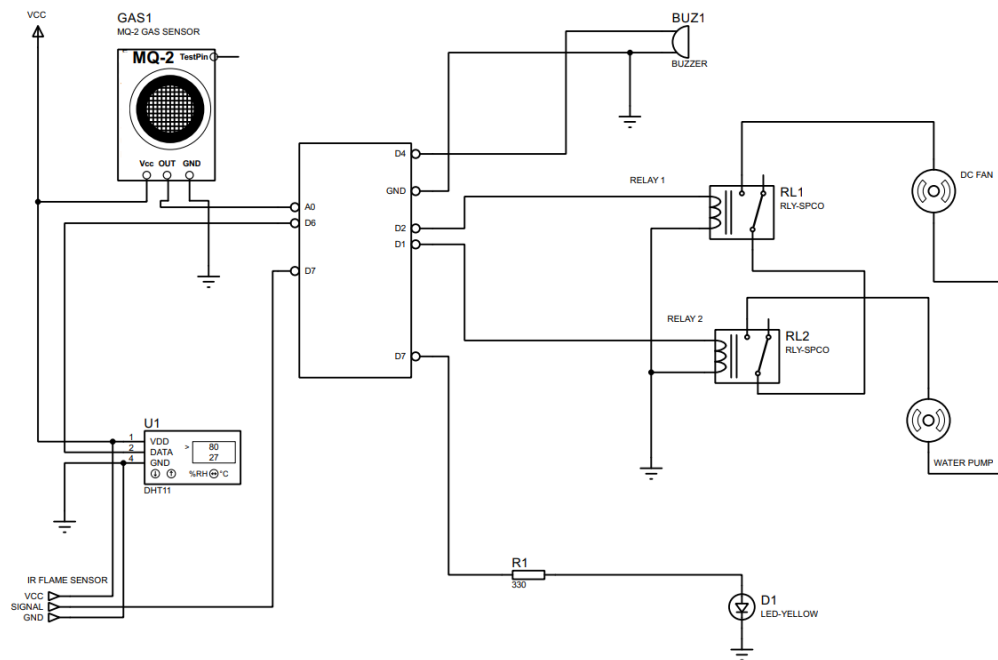 VCC
GAS1
MQ-2 GAS SENSOR
MQ-2
TestPin
Vcc OUT GND
BUZ1
BUZZER
D4
GND
A0
D6
D2
D1
D7
D7
RELAY 1
RL1
RLY-SPCO
DC FAN
RELAY 2
RL2
RLY-SPCO
WATER PUMP
U1
1 VDD
2 DATA
4 GND
> 80
27
%RH °C
DHT11
IR FLAME SENSOR
VCC
SIGNAL
GND
R1
330
D1
LED-YELLOW